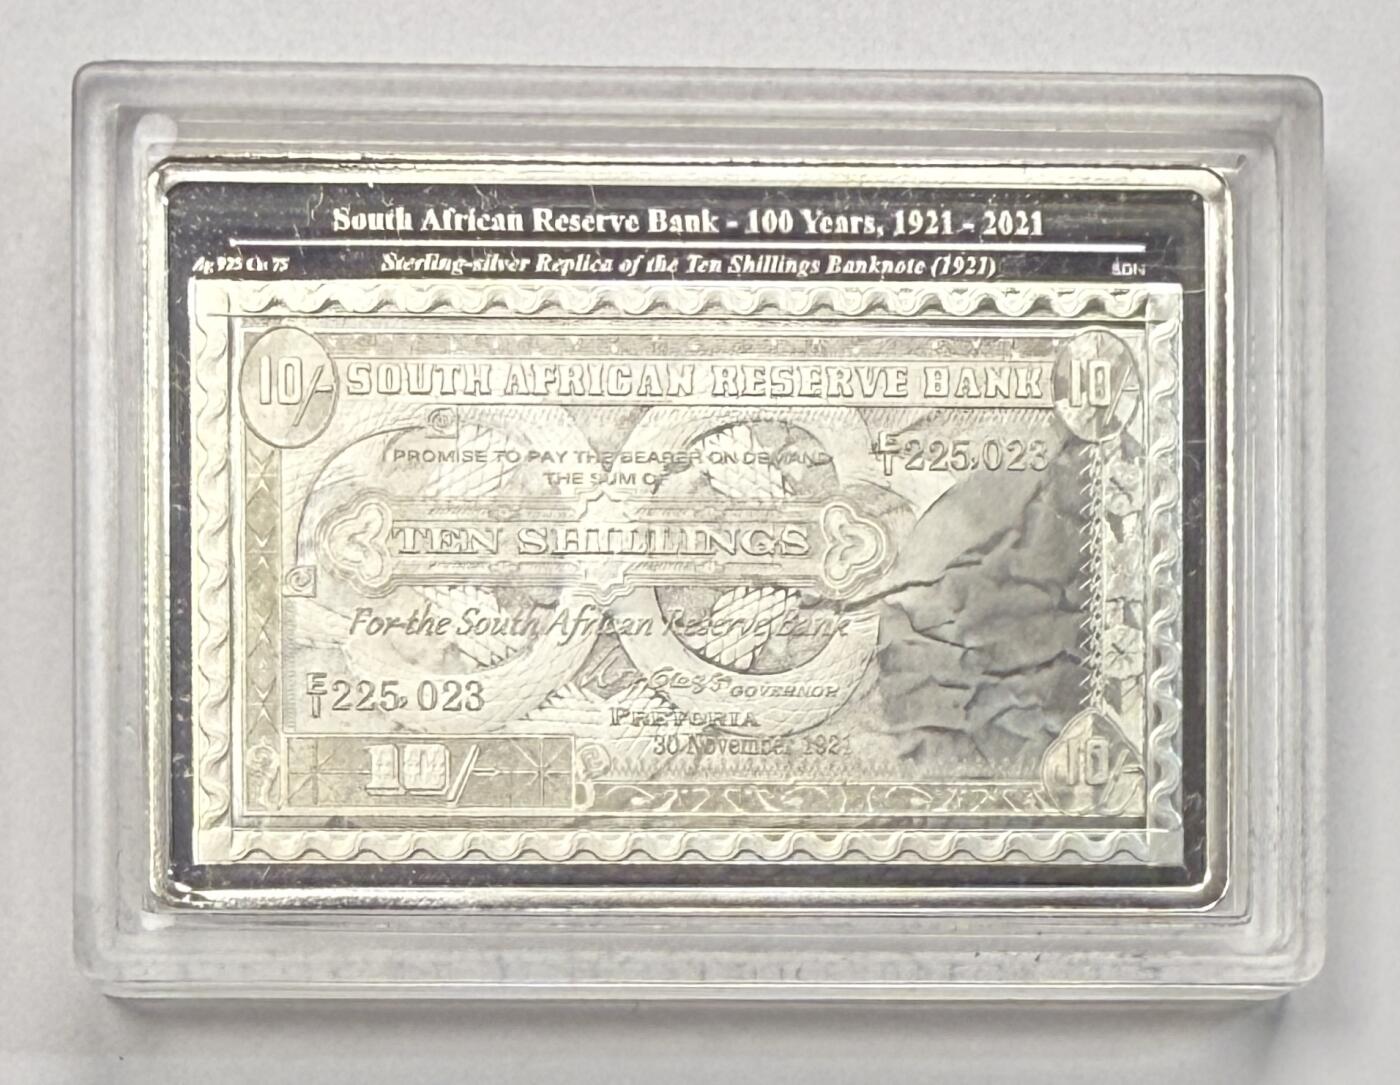 South African Reserve Bank - 100 Years, 1921 - 2021
Ag 925 Cu 75
Sterling-silver Replica of the Ten Shillings Banknote (1921)
10/-
SOUTH AFRICAN RESERVE BANK
10/-
PROMISE TO PAY THE BEARER ON DEMAND
E/1 225,023
THE SUM OF
TEN SHILLINGS
For the South African Reserve Bank
GOVERNOR
E/1 225,023
PRETORIA
30 November 1921
10/-
10/-